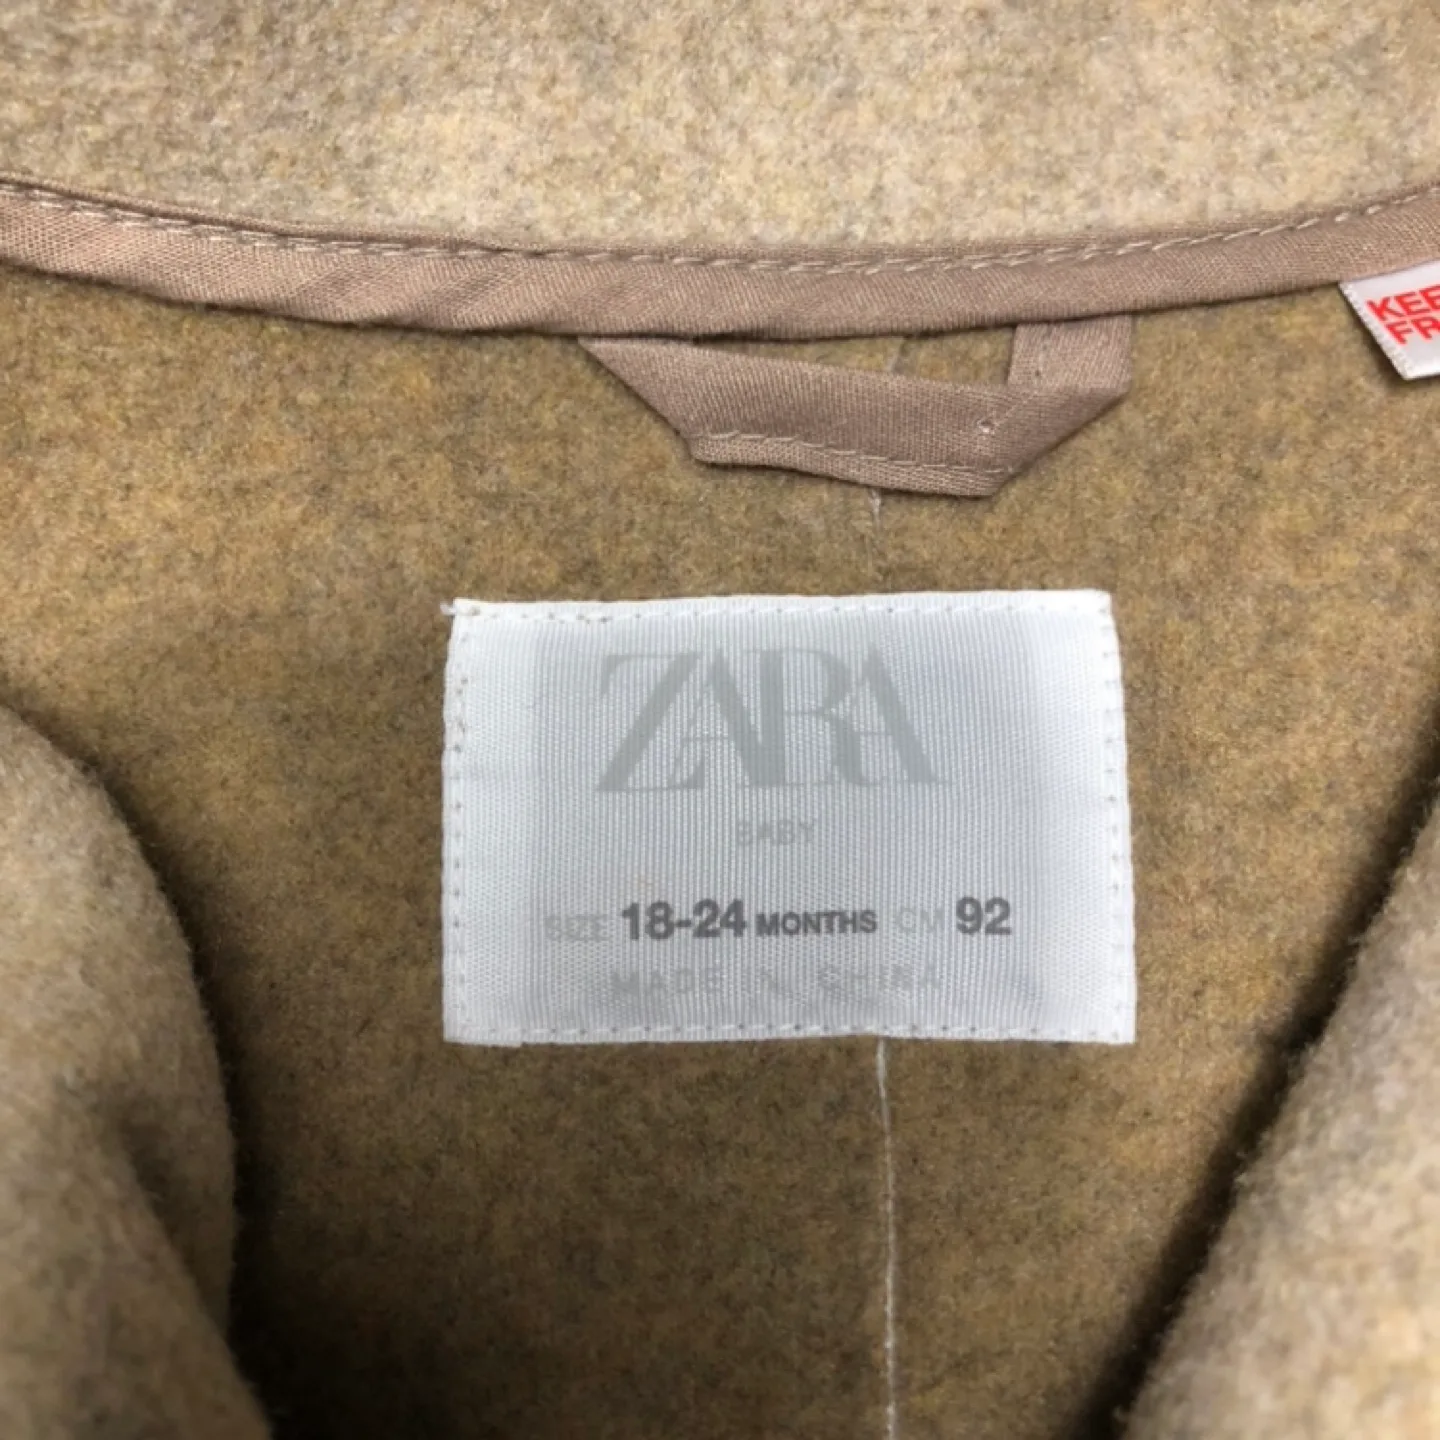 KEE
FR
ZARA
BABY
SIZE 18-24 MONTHS CM 92
MADE IN CHINA